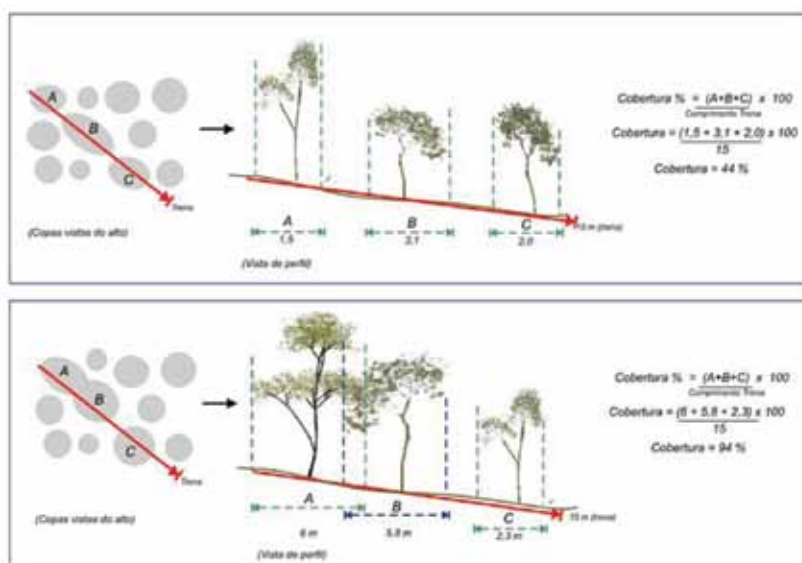 A
B
C
Trena
(Copas vistas do alto)
A
1,5
B
3,1
C
2,0
15 m (trena)
(Vista de perfil)
Cobertura % = (A+B+C) x 100
Comprimento Trena
Cobertura = (1,5 + 3,1 + 2,0) x 100
15
Cobertura = 44 %
A
B
C
Trena
(Copas vistas do alto)
A
6 m
B
5,8 m
C
2,3 m
15 m (trena)
(Vista de perfil)
Cobertura % = (A+B+C) x 100
Comprimento Trena
Cobertura = (6 + 5,8 + 2,3) x 100
15
Cobertura = 94 %